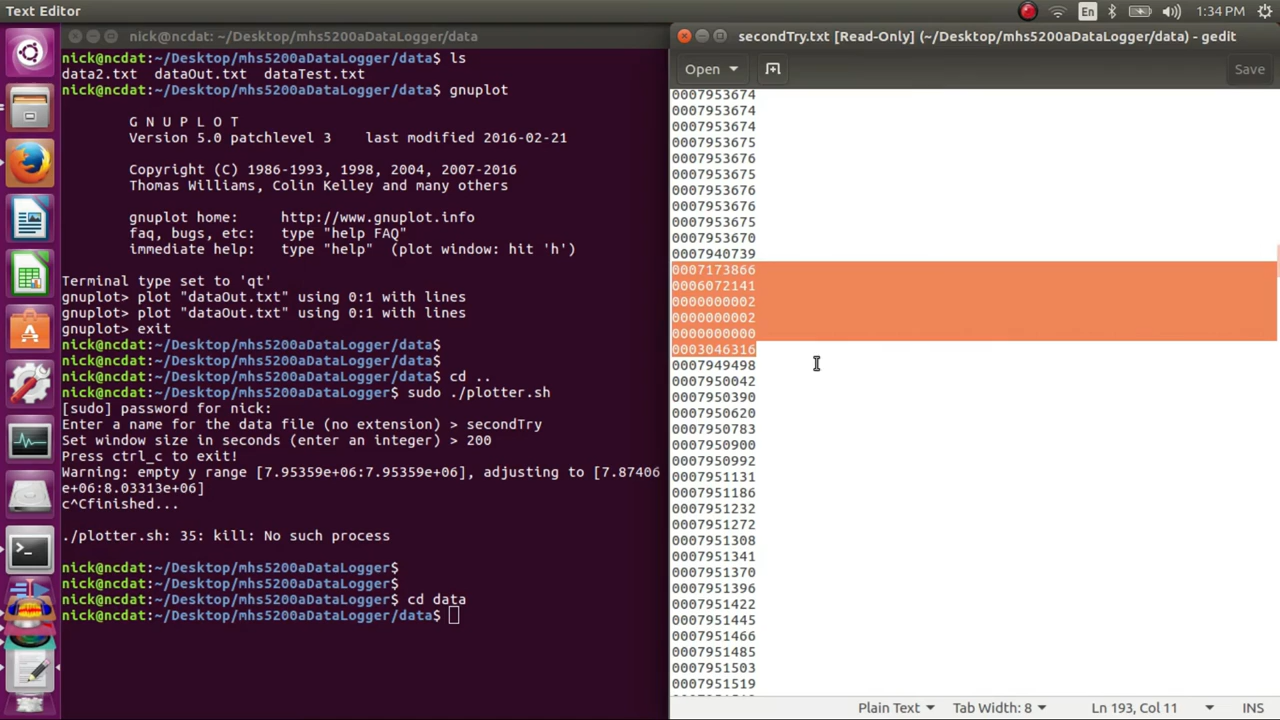 Text Editor
En
1:34 PM
nick@ncdat: ~/Desktop/mhs5200aDataLogger/data
nick@ncdat:~/Desktop/mhs5200aDataLogger/data$ ls
data2.txt  dataOut.txt  dataTest.txt
nick@ncdat:~/Desktop/mhs5200aDataLogger/data$ gnuplot
G N U P L O T
Version 5.0 patchlevel 3    last modified 2016-02-21
Copyright (C) 1986-1993, 1998, 2004, 2007-2016
Thomas Williams, Colin Kelley and many others
gnuplot home:     http://www.gnuplot.info
faq, bugs, etc:   type "help FAQ"
immediate help:   type "help"  (plot window: hit 'h')
Terminal type set to 'qt'
gnuplot> plot "dataOut.txt" using 0:1 with lines
gnuplot> plot "dataOut.txt" using 0:1 with lines
gnuplot> exit
nick@ncdat:~/Desktop/mhs5200aDataLogger/data$
nick@ncdat:~/Desktop/mhs5200aDataLogger/data$
nick@ncdat:~/Desktop/mhs5200aDataLogger/data$ cd ..
nick@ncdat:~/Desktop/mhs5200aDataLogger$ sudo ./plotter.sh
[sudo] password for nick:
Enter a name for the data file (no extension) > secondTry
Set window size in seconds (enter an integer) > 200
Press ctrl_c to exit!
Warning: empty y range [7.95359e+06:7.95359e+06], adjusting to [7.87406
e+06:8.03313e+06]
c^Cfinished...
./plotter.sh: 35: kill: No such process
nick@ncdat:~/Desktop/mhs5200aDataLogger$
nick@ncdat:~/Desktop/mhs5200aDataLogger$
nick@ncdat:~/Desktop/mhs5200aDataLogger$ cd data
nick@ncdat:~/Desktop/mhs5200aDataLogger/data$
secondTry.txt [Read-Only] (~/Desktop/mhs5200aDataLogger/data) - gedit
Open
Save
0007953674
0007953674
0007953674
0007953675
0007953676
0007953675
0007953676
0007953676
0007953675
0007953670
0007940739
0007173866
0006072141
0000000002
0000000002
0000000000
0003046316
0007949498
0007950042
0007950390
0007950620
0007950783
0007950900
0007950992
0007951131
0007951186
0007951232
0007951272
0007951308
0007951341
0007951370
0007951396
0007951422
0007951445
0007951466
0007951485
0007951503
0007951519
Plain Text
Tab Width: 8
Ln 193, Col 11
INS